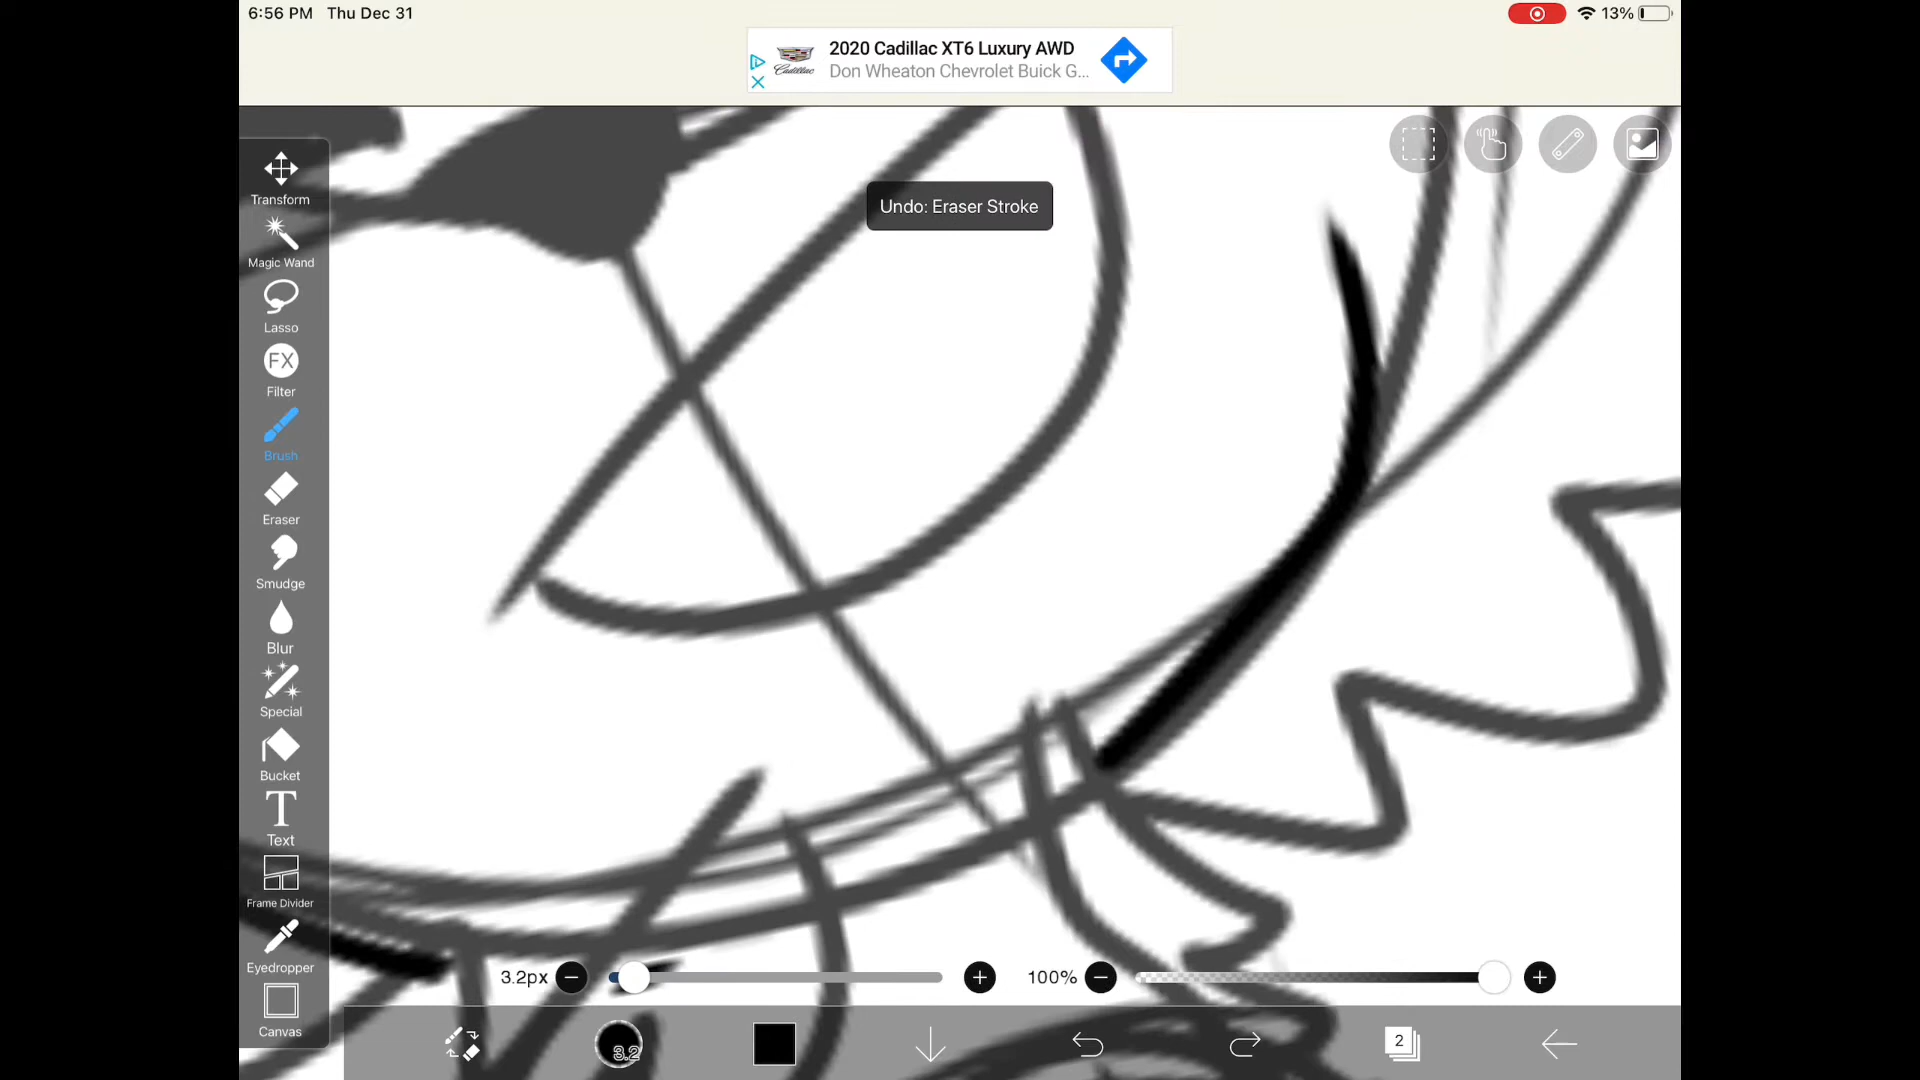 6:56 PM Thu Dec 31
13%
2020 Cadillac XT6 Luxury AWD
Cadillac
Don Wheaton Chevrolet Buick G...
Undo: Eraser Stroke
Transform
Magic Wand
Lasso
FX
Filter
Brush
Eraser
Smudge
Blur
Special
Bucket
T
Text
Frame Divider
Eyedropper
Canvas
3.2px
100%
3.2
2